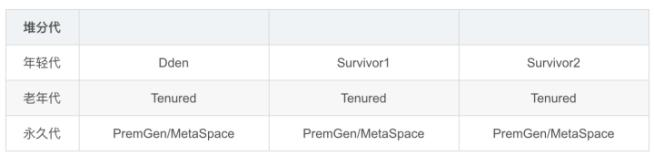 堆分代
年轻代 Dden Survivor1 Survivor2
老年代 Tenured Tenured Tenured
永久代 PremGen/MetaSpace PremGen/MetaSpace PremGen/MetaSpace